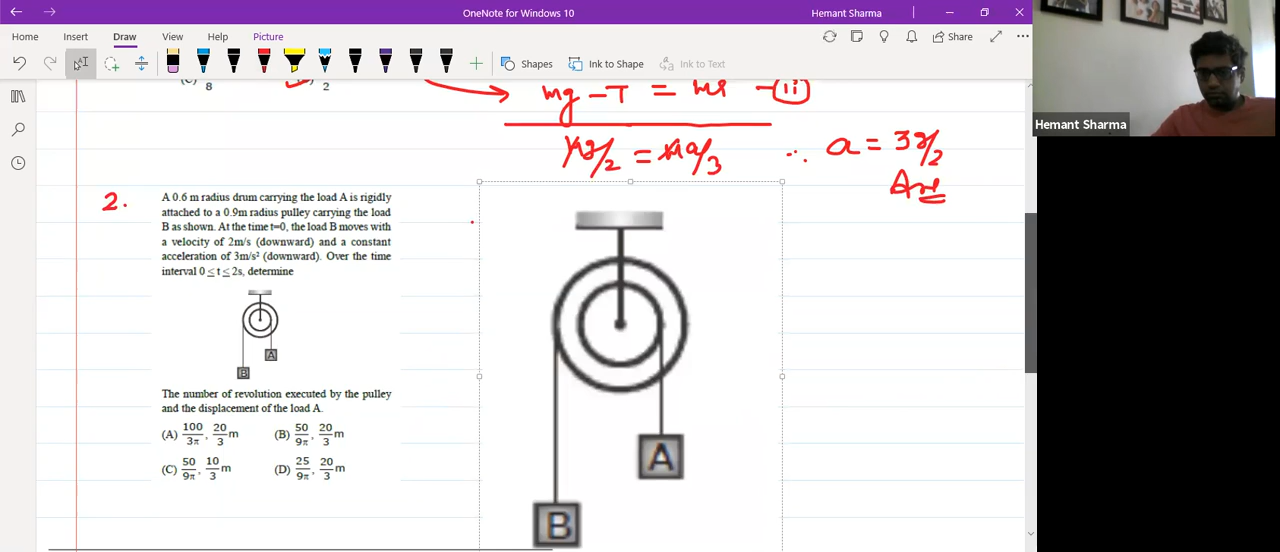 OneNote for Windows 10
Hemant Sharma
Home Insert Draw View Help Picture
Share
Shapes
Ink to Shape
Ink to Text
8
2
mg - T = ma - (ii)
Mg/2 = Ma/3 ∴ a = 3g/2
Ans
Hemant Sharma
2.
A 0.6 m radius drum carrying the load A is rigidly
attached to a 0.9m radius pulley carrying the load
B as shown. At the time t=0, the load B moves with
a velocity of 2m/s (downward) and a constant
acceleration of 3m/s² (downward). Over the time
interval 0 ≤ t ≤ 2s, determine
A
B
The number of revolution executed by the pulley
and the displacement of the load A.
(A) 100/3π, 20/3 m (B) 50/9π, 20/3 m
(C) 50/9π, 10/3 m (D) 25/9π, 20/3 m
A
B